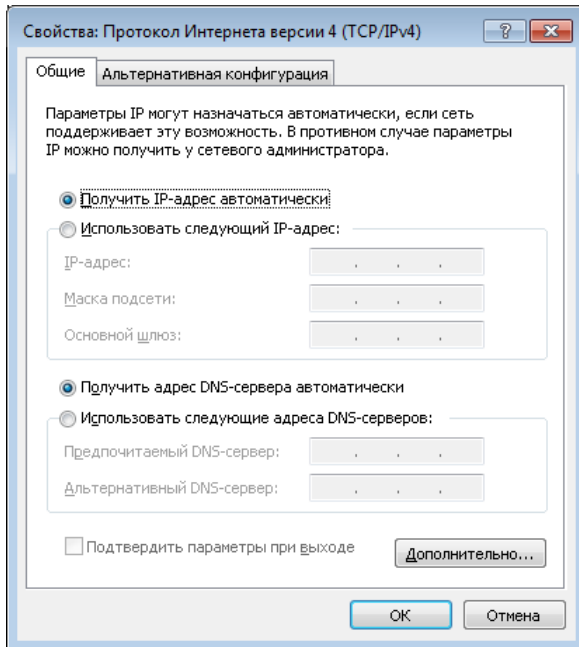 Свойства: Протокол Интернета версии 4 (TCP/IPv4)
Общие
Альтернативная конфигурация
Параметры IP могут назначаться автоматически, если сеть
поддерживает эту возможность. В противном случае параметры
IP можно получить у сетевого администратора.
Получить IP-адрес автоматически
Использовать следующий IP-адрес:
IP-адрес:
Маска подсети:
Основной шлюз:
Получить адрес DNS-сервера автоматически
Использовать следующие адреса DNS-серверов:
Предпочитаемый DNS-сервер:
Альтернативный DNS-сервер:
Подтвердить параметры при выходе
Дополнительно...
ОК
Отмена